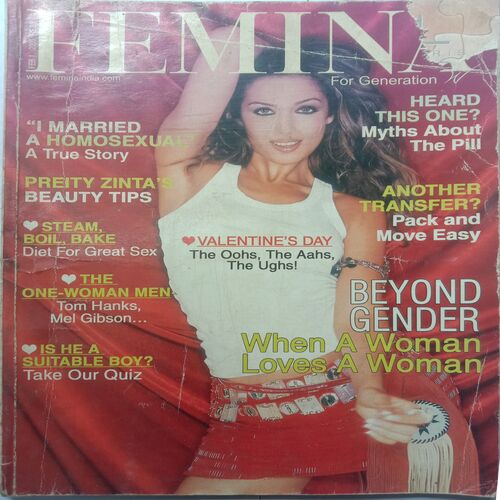 FEMINA
www.feminaindia.com
For Generation
"I MARRIED
A HOMOSEXUAL"
A True Story
PREITY ZINTA'S
BEAUTY TIPS
STEAM,
BOIL, BAKE
Diet For Great Sex
THE
ONE-WOMAN MEN
Tom Hanks,
Mel Gibson...
IS HE A
SUITABLE BOY?
Take Our Quiz
VALENTINE'S DAY
The Oohs, The Aahs,
The Ughs!
HEARD
THIS ONE?
Myths About
The Pill
ANOTHER
TRANSFER?
Pack and
Move Easy
BEYOND
GENDER
When A Woman
Loves A Woman